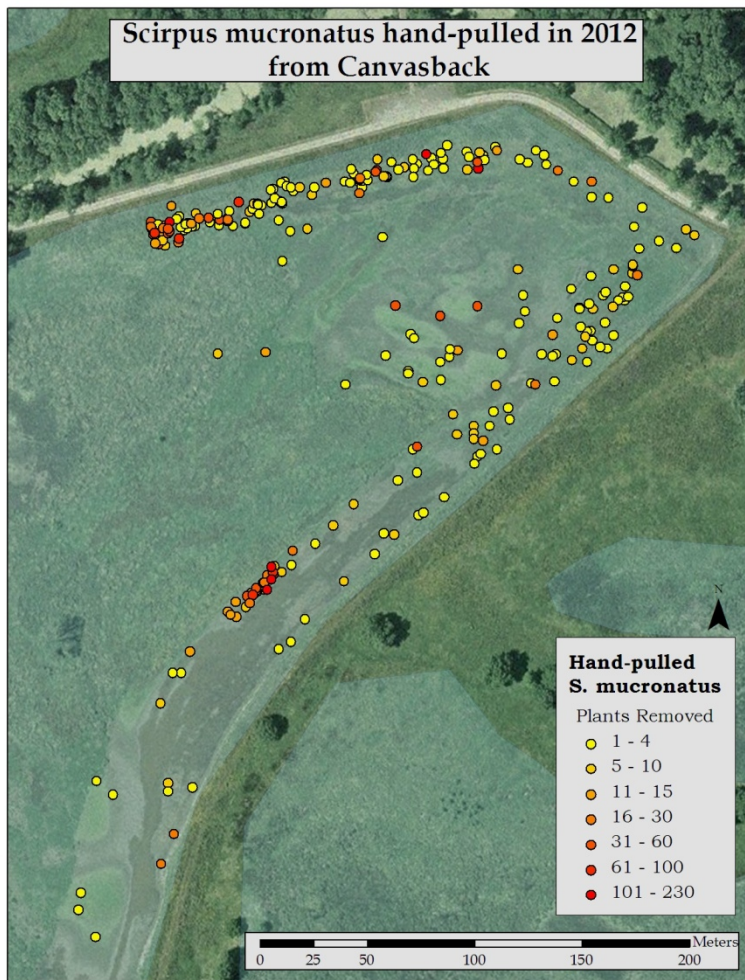 Scirpus mucronatus hand-pulled in 2012
from Canvasback
N
Hand-pulled
S. mucronatus
Plants Removed
1 - 4
5 - 10
11 - 15
16 - 30
31 - 60
61 - 100
101 - 230
Meters
0 25 50 100 150 200